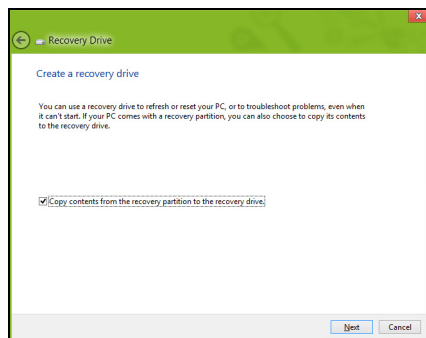 Recovery Drive
Create a recovery drive
You can use a recovery drive to refresh or reset your PC, or to troubleshoot problems, even when
it can't start. If your PC comes with a recovery partition, you can also choose to copy its contents
to the recovery drive.
Copy contents from the recovery partition to the recovery drive.
Next Cancel